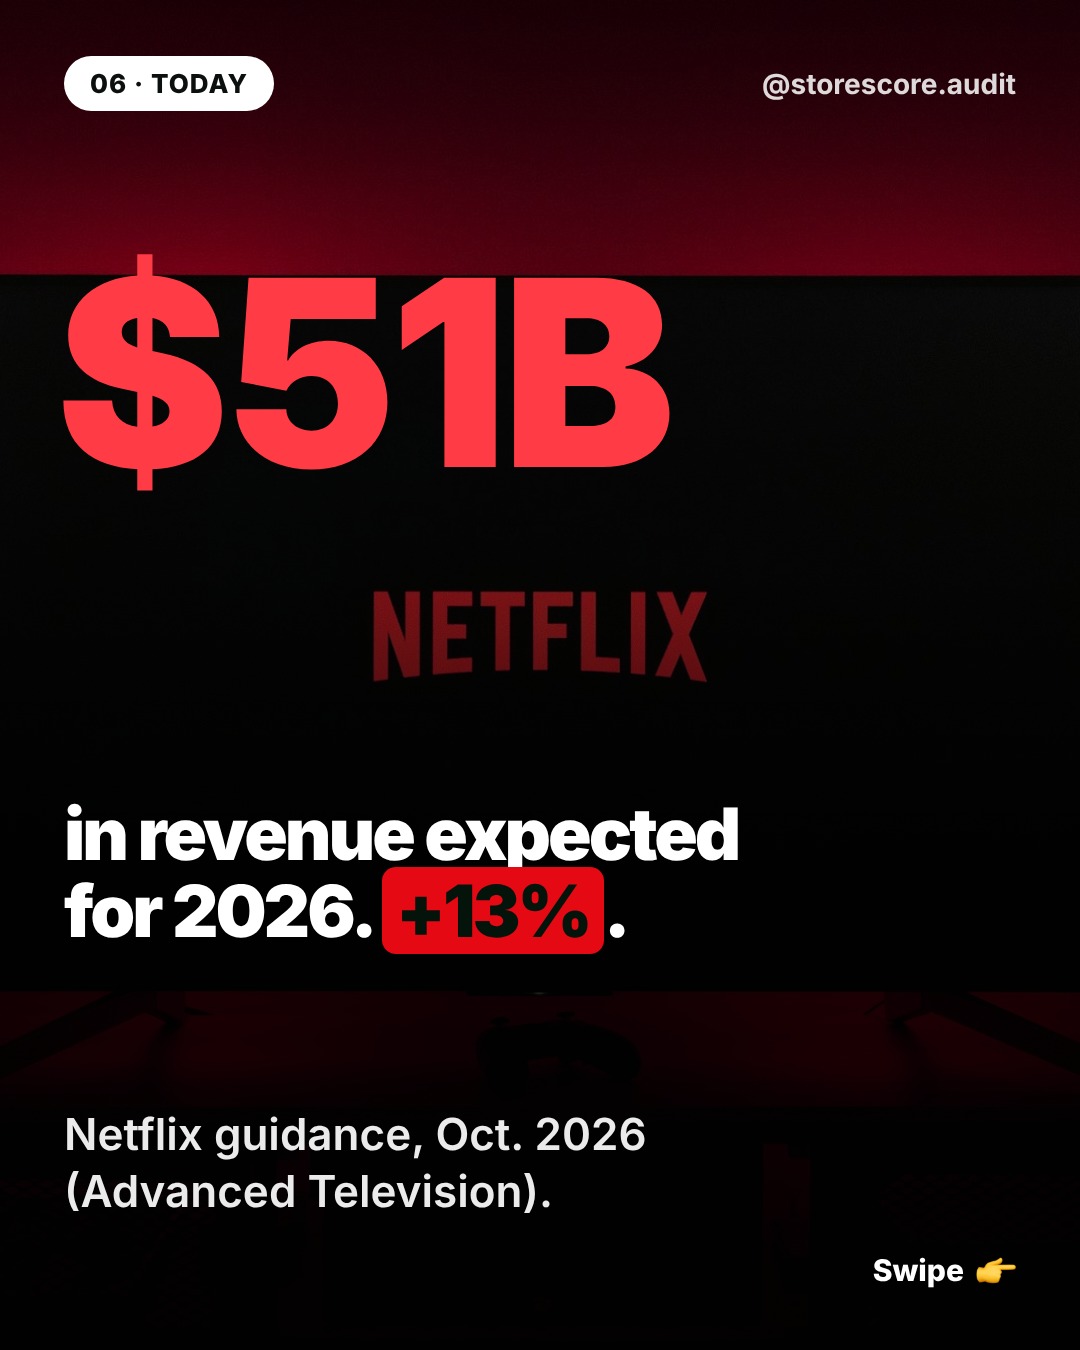 06 · TODAY
@storescore.audit
$51B
NETFLIX
in revenue expected
for 2026. +13%.
Netflix guidance, Oct. 2026
(Advanced Television).
Swipe 👉